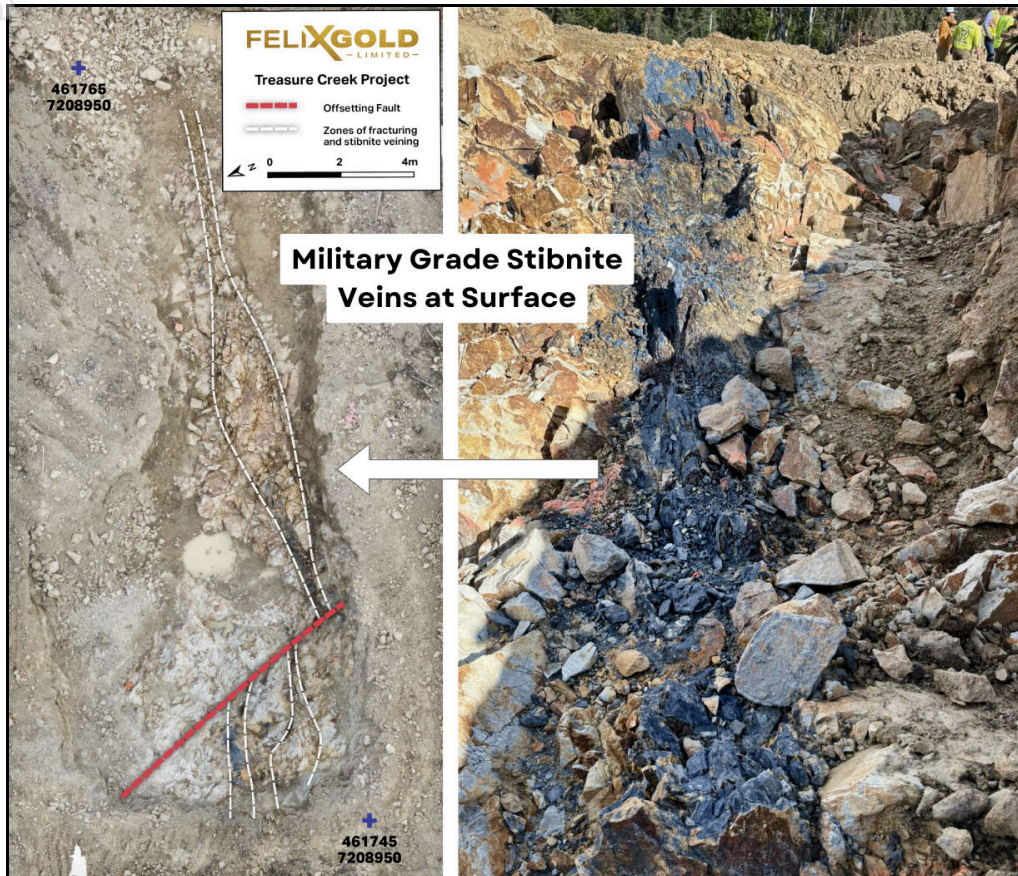 FELIXGOLD
LIMITED
Treasure Creek Project
Offsetting Fault
Zones of fracturing
and stibnite veining
N
0 2 4m
461765
7208950
Military Grade Stibnite
Veins at Surface
461745
7208950